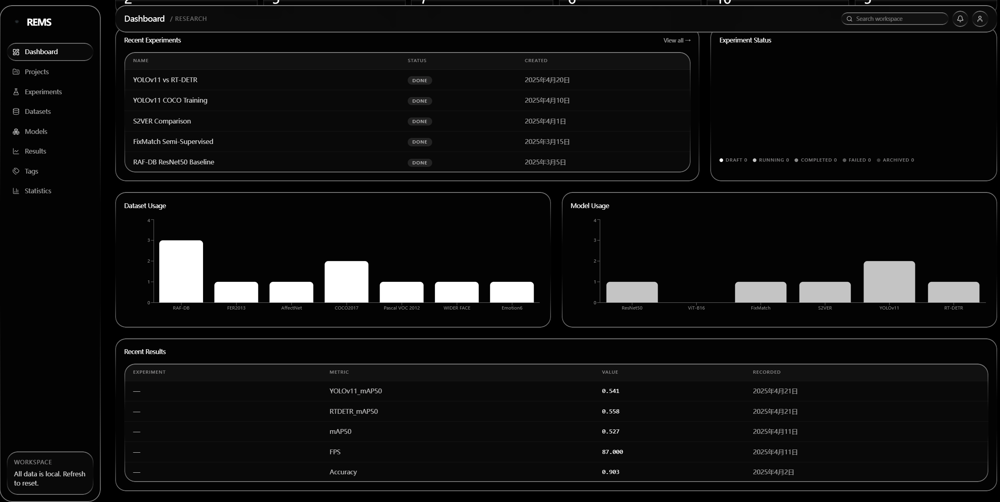 REMS
Dashboard
Projects
Experiments
Datasets
Models
Results
Tags
Statistics
WORKSPACE
All data is local. Refresh
to reset.
Dashboard / RESEARCH
Search workspace
Recent Experiments
View all →
NAME STATUS CREATED
YOLOv11 vs RT-DETR DONE 2025年4月20日
YOLOv11 COCO Training DONE 2025年4月10日
S2VER Comparison DONE 2025年4月1日
FixMatch Semi-Supervised DONE 2025年3月15日
RAF-DB ResNet50 Baseline DONE 2025年3月5日
Experiment Status
DRAFT 0 RUNNING 0 COMPLETED 0 FAILED 0 ARCHIVED 0
Dataset Usage
4
3
2
1
0
RAF-DB FER2013 AffectNet COCO2017 Pascal VOC 2012 WIDER FACE Emotion6
Model Usage
4
3
2
1
0
ResNet50 ViT-B16 FixMatch S2VER YOLOv11 RT-DETR
Recent Results
EXPERIMENT METRIC VALUE RECORDED
— YOLOv11_mAP50 0.541 2025年4月21日
— RTDETR_mAP50 0.558 2025年4月21日
— mAP50 0.527 2025年4月11日
— FPS 87.000 2025年4月11日
— Accuracy 0.903 2025年4月2日